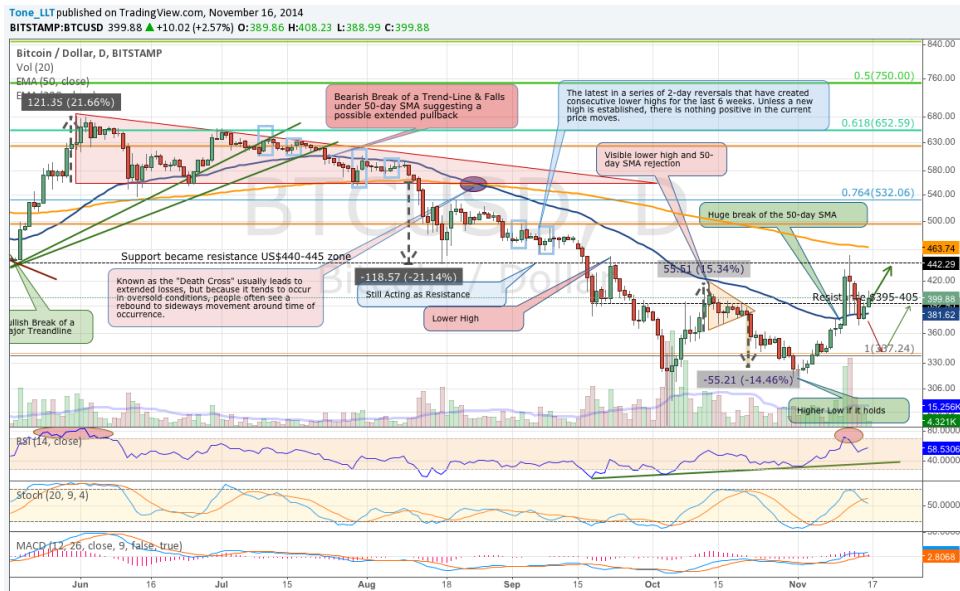 Tone_LLT published on TradingView.com, November 16, 2014
BITSTAMP:BTCUSD 399.88 ▲ +10.02 (+2.57%) O:389.86 H:408.23 L:388.99 C:399.88
Bitcoin / Dollar, D, BITSTAMP
Vol (20)
EMA (50, close)
121.35 (21.66%)
Bearish Break of a Trend-Line & Falls
under 50-day SMA suggesting a
possible extended pullback
The latest in a series of 2-day reversals that have created
consecutive lower highs for the last 6 weeks. Unless a new
high is established, there is nothing positive in the current
price moves.
Visible lower high and 50-
day SMA rejection
Huge break of the 50-day SMA
0.5(750.00)
0.618(652.59)
0.764(532.06)
1(337.24)
BTCUSD, D
Bitcoin / Dollar
Support became resistance US$440-445 zone
Known as the "Death Cross" usually leads to
extended losses, but because it tends to occur
in oversold conditions, people often see a
rebound to sideways movement around time of
occurrence.
-118.57 (-21.14%)
Still Acting as Resistance
Lower High
55.51 (15.34%)
Resistance $395-405
llish Break of a
ajor Treandline
-55.21 (-14.46%)
Higher Low if it holds
840.00
760.00
680.00
630.00
580.00
540.00
500.00
463.74
442.29
399.88
381.62
360.00
330.00
306.00
15.256K
4.321K
RSI (14, close)
80.0000
58.5306
40.0000
Stoch (20, 9, 4)
50.0000
MACD (12, 26, close, 9, false, true)
2.8068
Jun 16 Jul 15 Aug 18 Sep 15 Oct 15 Nov 17